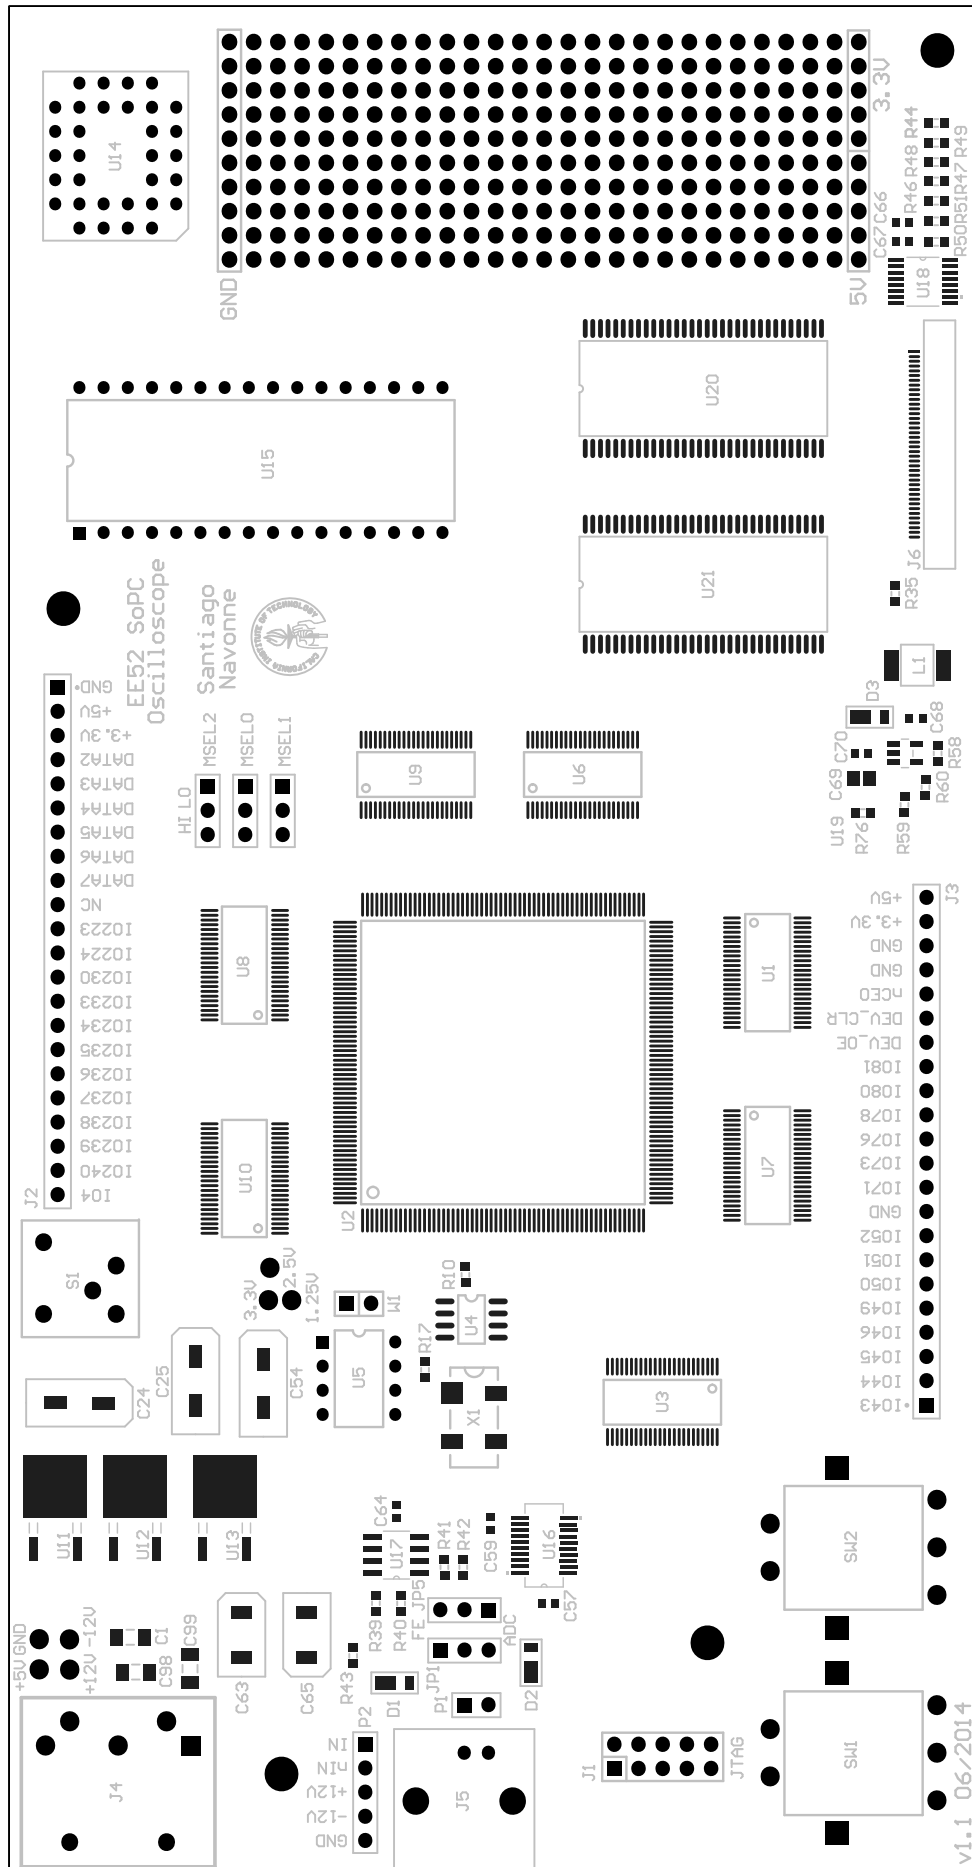 U14
GND
3.3V
5V
R44
R48
R46
C66
C67
R49
R47
R51
R50
U18
U20
U15
U21
J6
R35
EE52 SoPC
Oscilloscope
Santiago
Navonne
CALIFORNIA INSTITUTE OF TECHNOLOGY
L1
D3
C68
C70
C69
R58
R60
U19
R76
R59
MSEL2
MSEL0
MSEL1
HI LO
U9
U6
GND
+5V
+3.3V
DATA2
DATA3
DATA4
DATA5
DATA6
DATA7
NC
IO223
IO224
IO230
IO233
IO234
IO235
IO236
IO237
IO238
IO239
IO240
IO4
J2
U8
U10
U2
U1
U7
J3
+5V
+3.3V
GND
GND
nCEO
DEV_CLR
DEV_OE
IO81
IO80
IO78
IO76
IO73
IO71
GND
IO52
IO51
IO50
IO49
IO46
IO45
IO44
IO43
S1
3.3V
2.5V
1.25V
W1
R10
U4
C24
C25
C54
U5
R17
X1
U3
U11
U12
U13
C64
U17
R41
R42
C59
U16
SW2
R39
R40
FE JP5
ADC
C57
+5V GND
+12V -12V
C1
C98
C99
C63
C65
R43
D1
JP1
P1
D2
J4
P2
IN
nIN
+12V
-12V
GND
J5
J1
JTAG
SW1
v1.1 06/2014